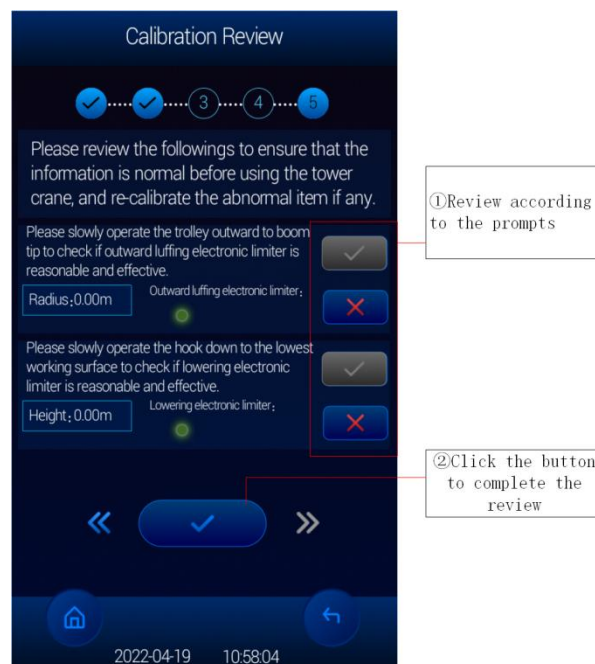 Calibration Review
3
4
5
Please review the followings to ensure that the
information is normal before using the tower
crane, and re-calibrate the abnormal item if any.
Please slowly operate the trolley outward to boom
tip to check if outward luffing electronic limiter is
reasonable and effective.
Radius:0.00m
Outward luffing electronic limiter:
Please slowly operate the hook down to the lowest
working surface to check if lowering electronic
limiter is reasonable and effective.
Height:0.00m
Lowering electronic limiter:
2022-04-19 10:58:04
①Review according
to the prompts
②Click the button
to complete the
review